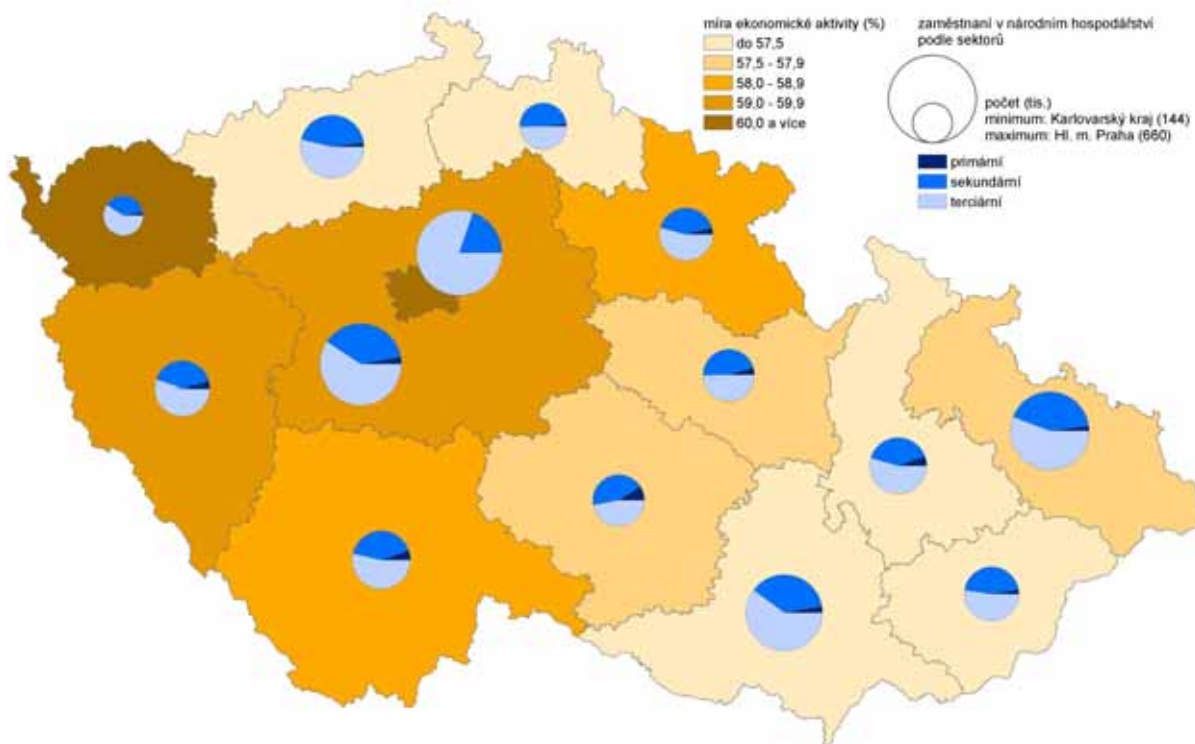 míra ekonomické aktivity (%)
do 57,5
57,5 - 57,9
58,0 - 58,9
59,0 - 59,9
60,0 a více
zaměstnaní v národním hospodářství
podle sektorů
počet (tis.)
minimum: Karlovarský kraj (144)
maximum: Hl. m. Praha (660)
primární
sekundární
terciární